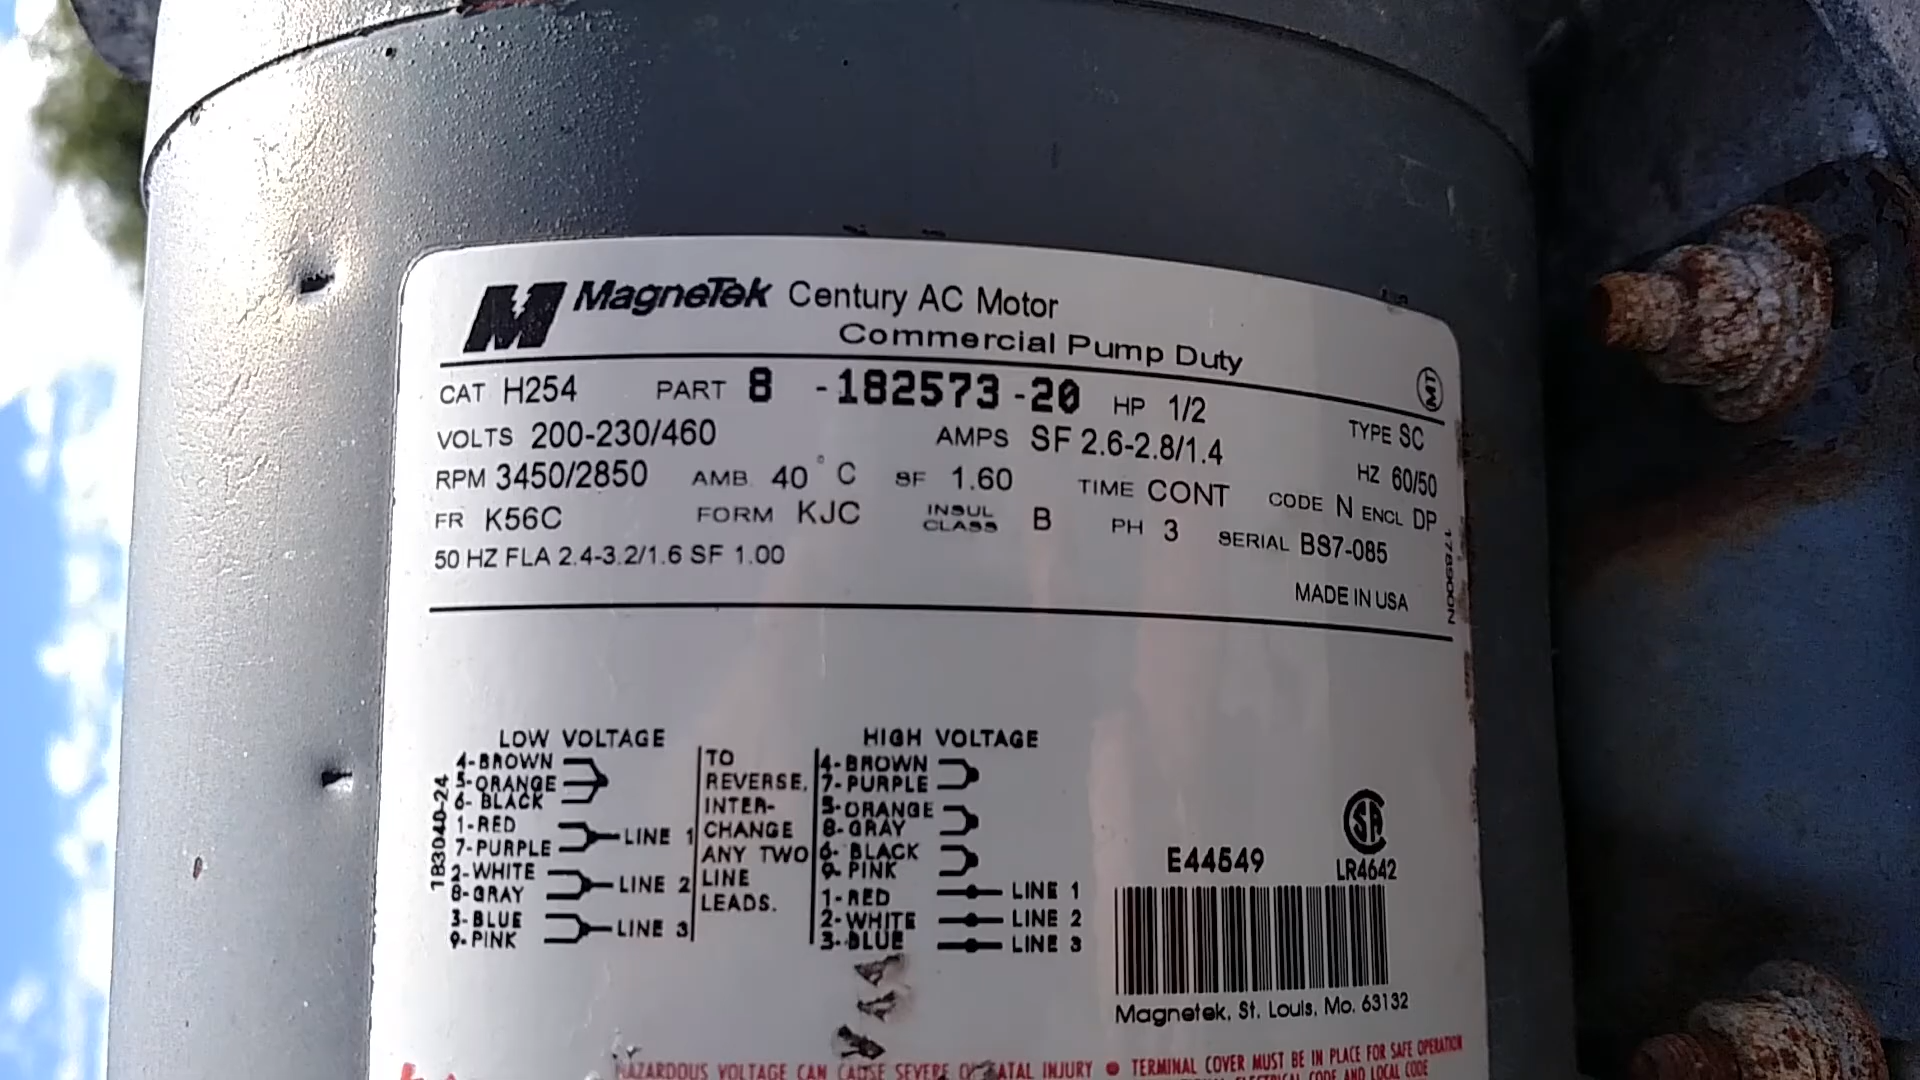 MagneTek Century AC Motor
Commercial Pump Duty
CAT H254 PART 8 -182573-20 HP 1/2 TYPE SC
VOLTS 200-230/460 AMPS SF 2.6-2.8/1.4 HZ 60/50
RPM 3450/2850 AMB 40°C SF 1.60 TIME CONT CODE N ENCL DP
FR K56C FORM KJC INSUL CLASS B PH 3 SERIAL BS7-085
50 HZ FLA 2.4-3.2/1.6 SF 1.00
MADE IN USA
178900N
183040-24
LOW VOLTAGE
4-BROWN
5-ORANGE
6-BLACK
1-RED
7-PURPLE
LINE 1
2-WHITE
8-GRAY
LINE 2
3-BLUE
9-PINK
LINE 3
TO
REVERSE,
INTER-
CHANGE
ANY TWO
LINE
LEADS.
HIGH VOLTAGE
4-BROWN
7-PURPLE
5-ORANGE
8-GRAY
6-BLACK
9-PINK
1-RED LINE 1
2-WHITE LINE 2
3-BLUE LINE 3
E44549
SA
LR4642
Magnetek, St. Louis, Mo. 63132
HAZARDOUS VOLTAGE CAN CAUSE SEVERE OR FATAL INJURY • TERMINAL COVER MUST BE IN PLACE FOR SAFE OPERATION
ELECTRICAL CODE AND LOCAL CODE